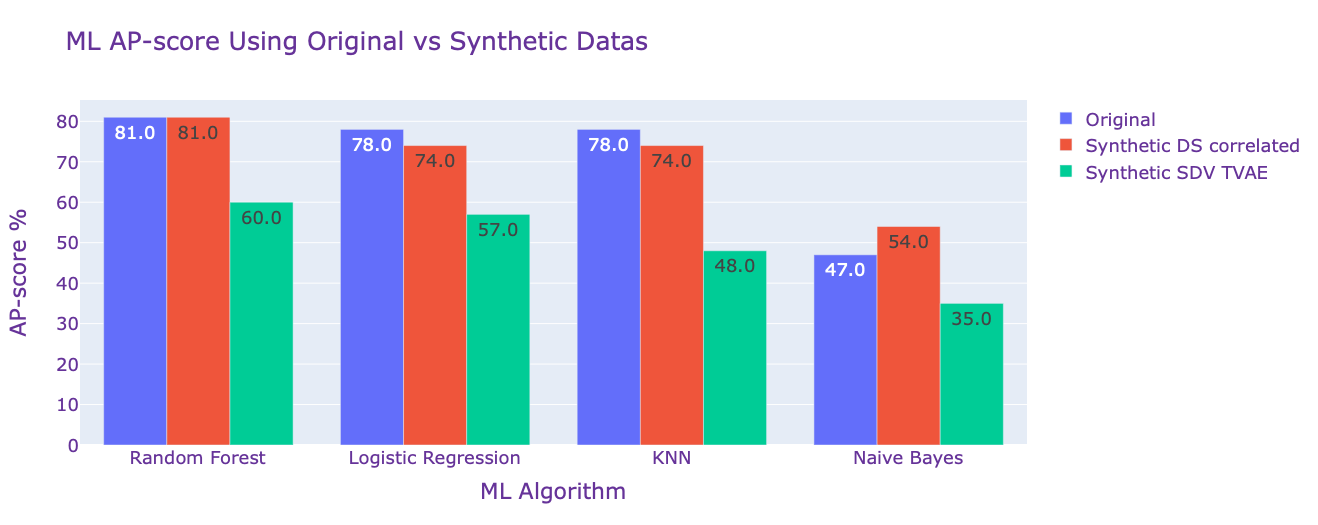 ML AP-score Using Original vs Synthetic Datas
Original
Synthetic DS correlated
Synthetic SDV TVAE
AP-score %
80
70
60
50
40
30
20
10
0
81.0
81.0
60.0
78.0
74.0
57.0
78.0
74.0
48.0
47.0
54.0
35.0
Random Forest
Logistic Regression
KNN
Naive Bayes
ML Algorithm